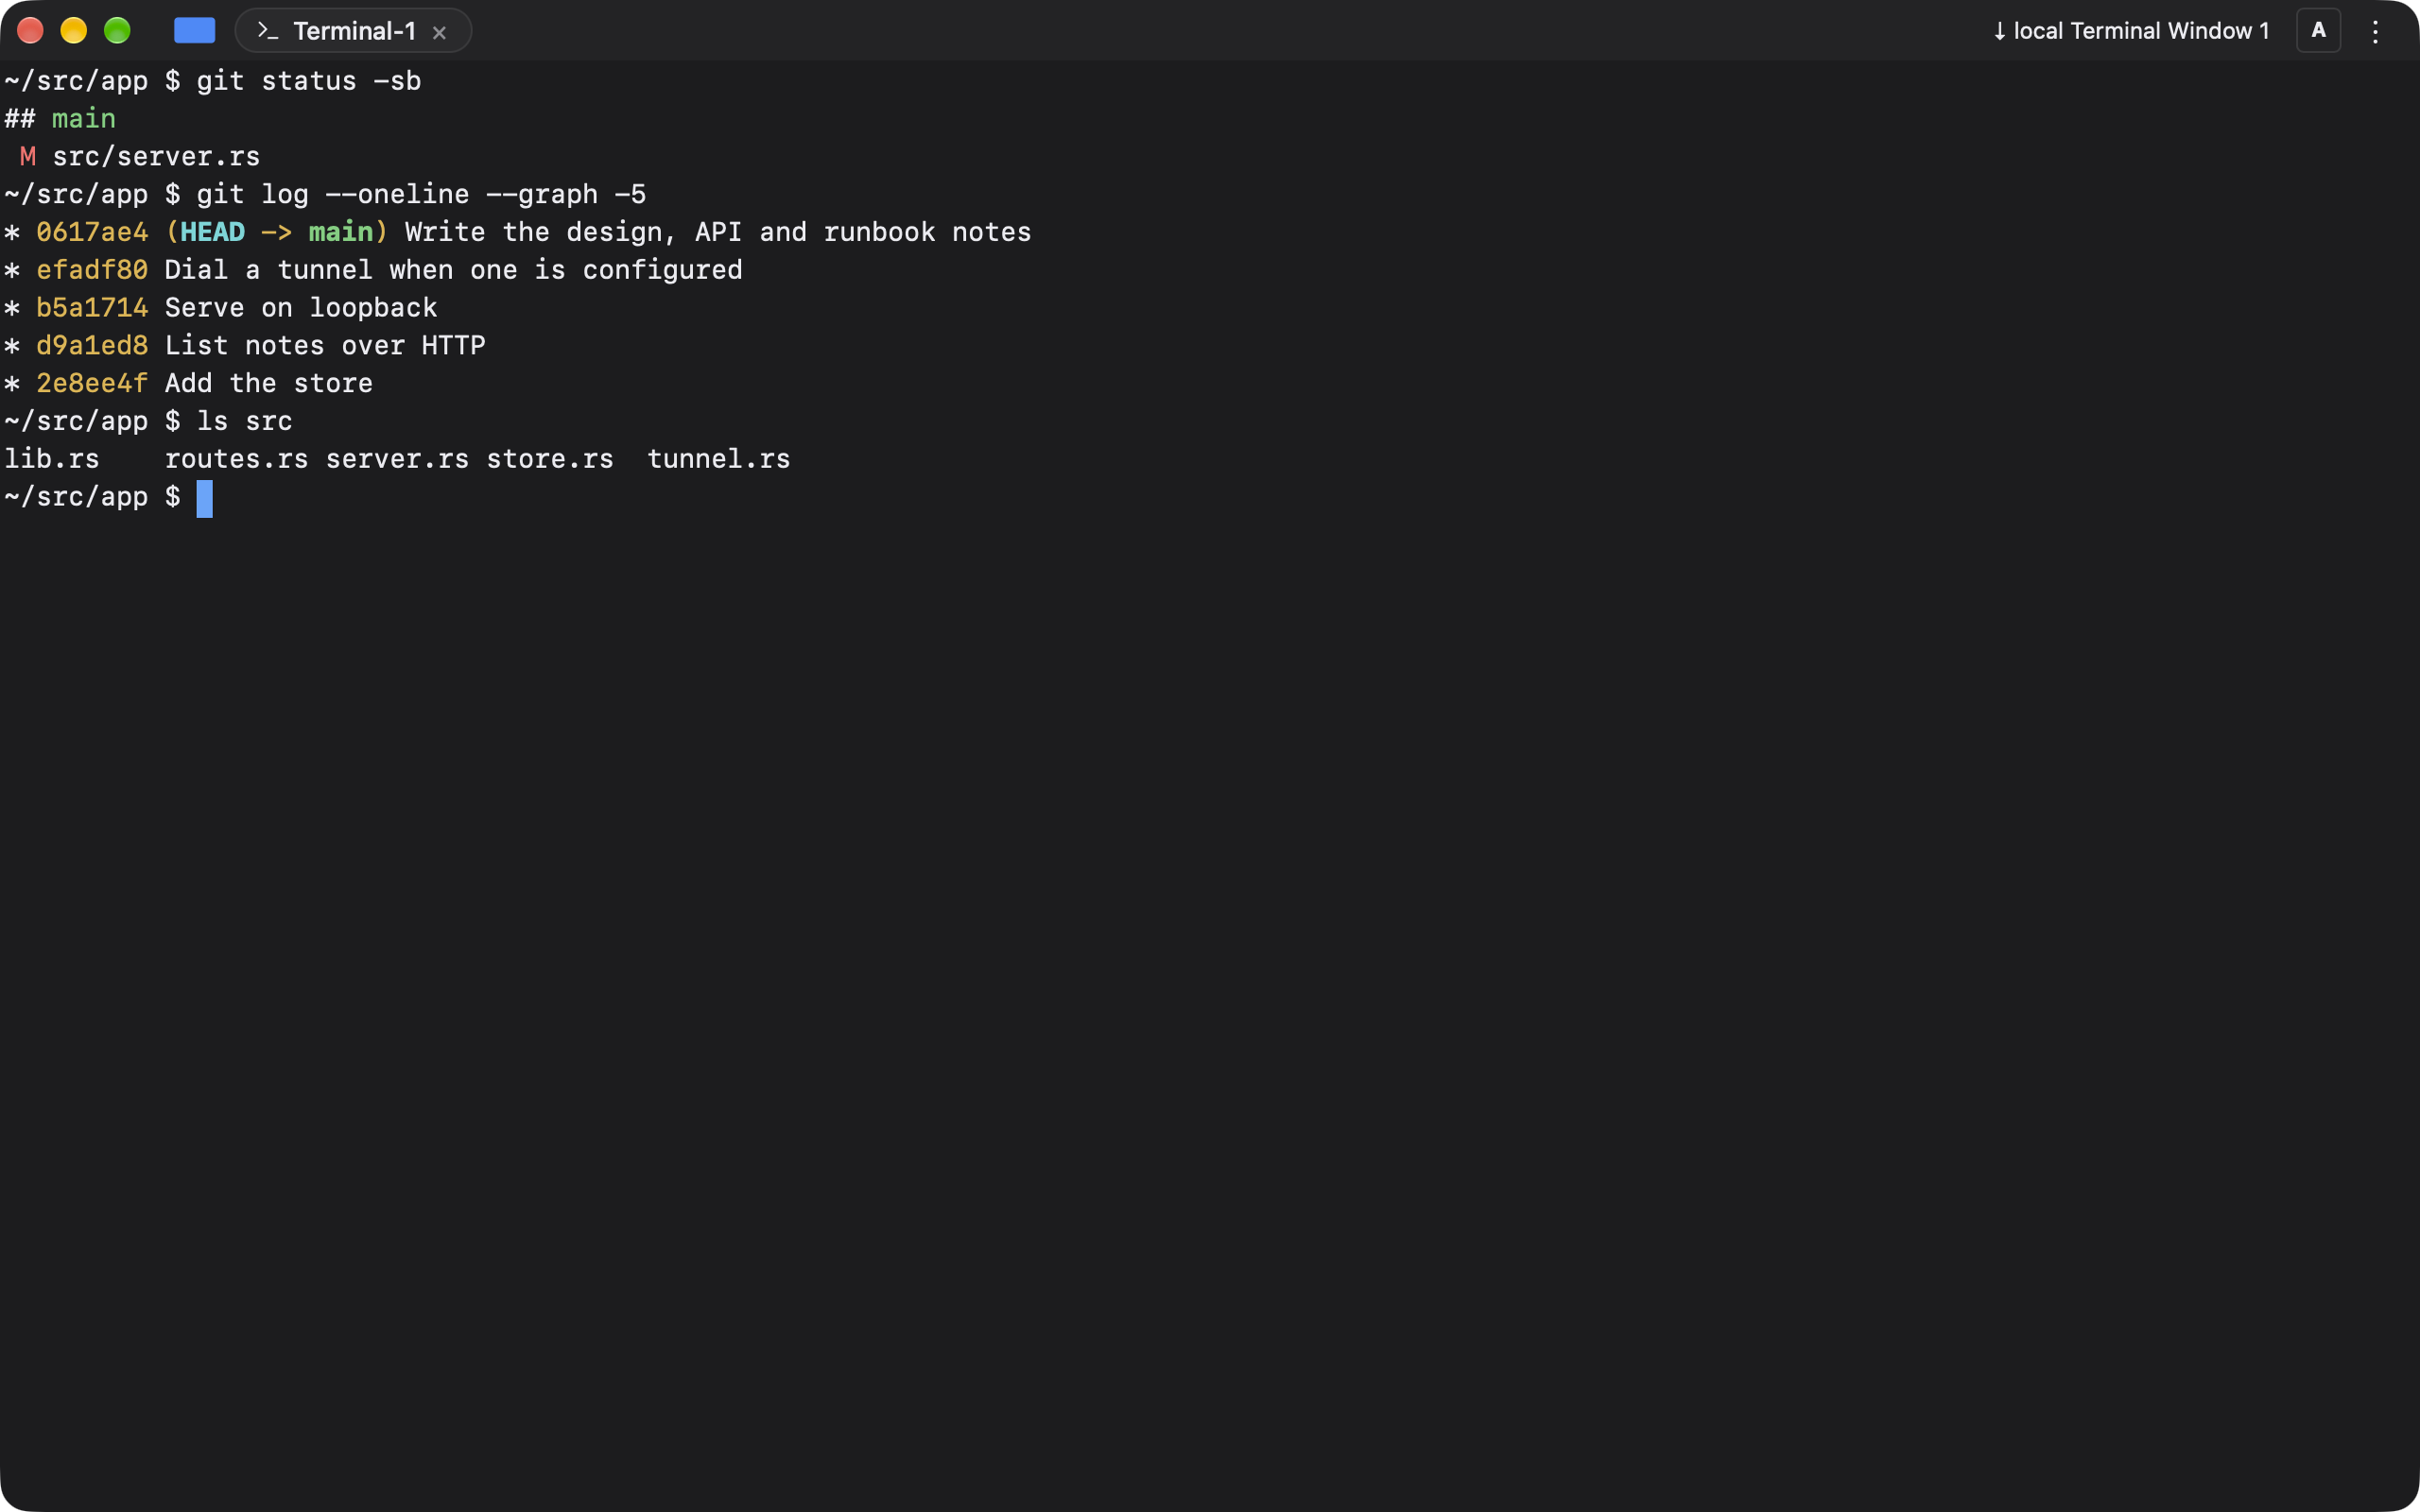 >_ Terminal-1 × ↓ local Terminal Window 1 A
~/src/app $ git status -sb
## main
 M src/server.rs
~/src/app $ git log --oneline --graph -5
* 0617ae4 (HEAD -> main) Write the design, API and runbook notes
* efadf80 Dial a tunnel when one is configured
* b5a1714 Serve on loopback
* d9a1ed8 List notes over HTTP
* 2e8ee4f Add the store
~/src/app $ ls src
lib.rs    routes.rs server.rs store.rs  tunnel.rs
~/src/app $